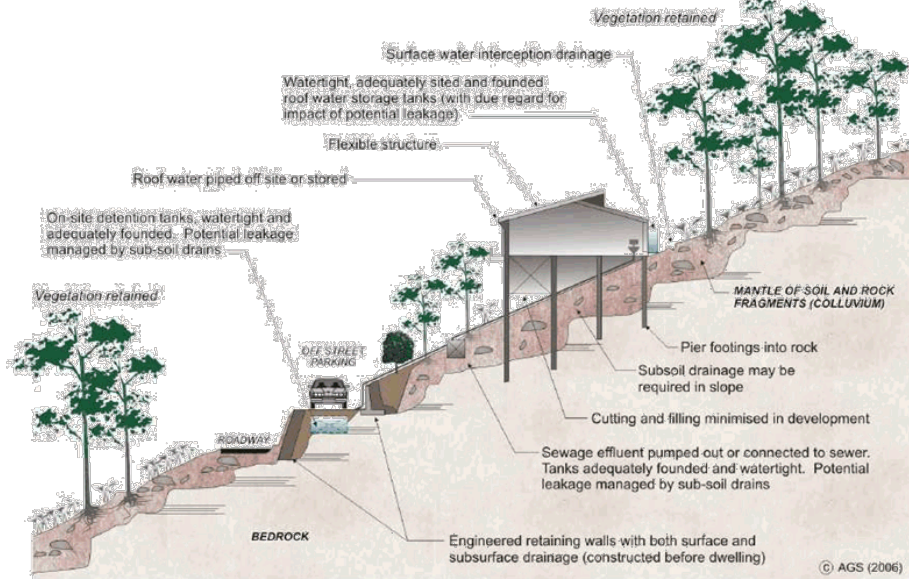 Vegetation retained
Surface water interception drainage
Watertight, adequately sited and founded
roof water storage tanks (with due regard for
impact of potential leakage)
Flexible structure
Roof water piped off site or stored
On-site detention tanks, watertight and
adequately founded. Potential leakage
managed by sub-soil drains
Vegetation retained
MANTLE OF SOIL AND ROCK
FRAGMENTS (COLLUVIUM)
OFF STREET
PARKING
Pier footings into rock
Subsoil drainage may be
required in slope
Cutting and filling minimised in development
ROADWAY
Sewage effluent pumped out or connected to sewer.
Tanks adequately founded and watertight. Potential
leakage managed by sub-soil drains
BEDROCK
Engineered retaining walls with both surface and
subsurface drainage (constructed before dwelling)
© AGS (2006)